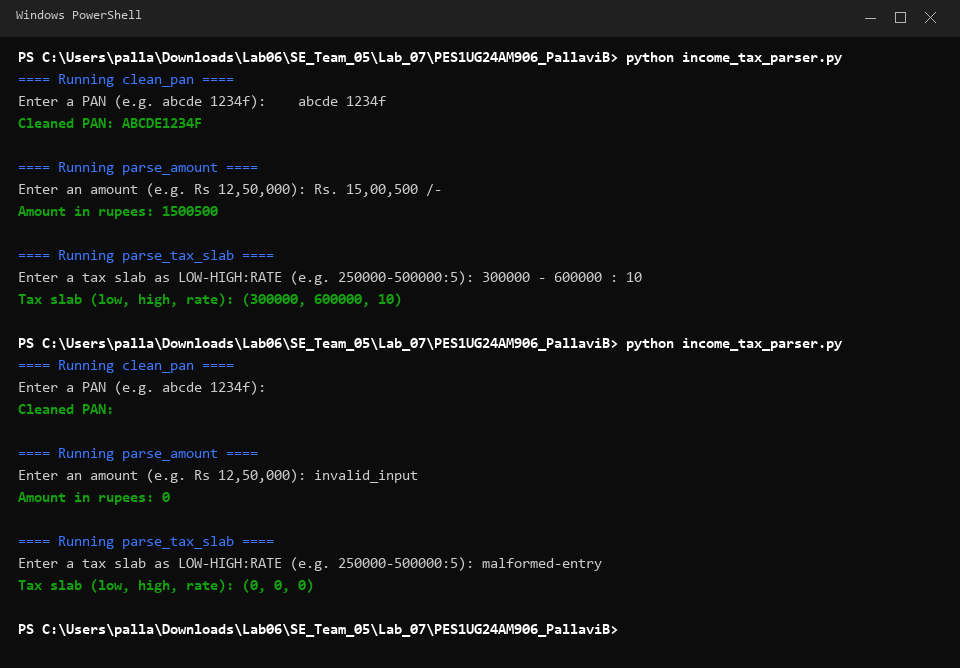 Windows PowerShell
PS C:\Users\palla\Downloads\Lab06\SE_Team_05\Lab_07\PES1UG24AM906_PallaviB> python income_tax_parser.py
==== Running clean_pan ====
Enter a PAN (e.g. abcde 1234f):    abcde 1234f
Cleaned PAN: ABCDE1234F
==== Running parse_amount ====
Enter an amount (e.g. Rs 12,50,000): Rs. 15,00,500 /-
Amount in rupees: 1500500
==== Running parse_tax_slab ====
Enter a tax slab as LOW-HIGH:RATE (e.g. 250000-500000:5): 300000 - 600000 : 10
Tax slab (low, high, rate): (300000, 600000, 10)
PS C:\Users\palla\Downloads\Lab06\SE_Team_05\Lab_07\PES1UG24AM906_PallaviB> python income_tax_parser.py
==== Running clean_pan ====
Enter a PAN (e.g. abcde 1234f):
Cleaned PAN:
==== Running parse_amount ====
Enter an amount (e.g. Rs 12,50,000): invalid_input
Amount in rupees: 0
==== Running parse_tax_slab ====
Enter a tax slab as LOW-HIGH:RATE (e.g. 250000-500000:5): malformed-entry
Tax slab (low, high, rate): (0, 0, 0)
PS C:\Users\palla\Downloads\Lab06\SE_Team_05\Lab_07\PES1UG24AM906_PallaviB>